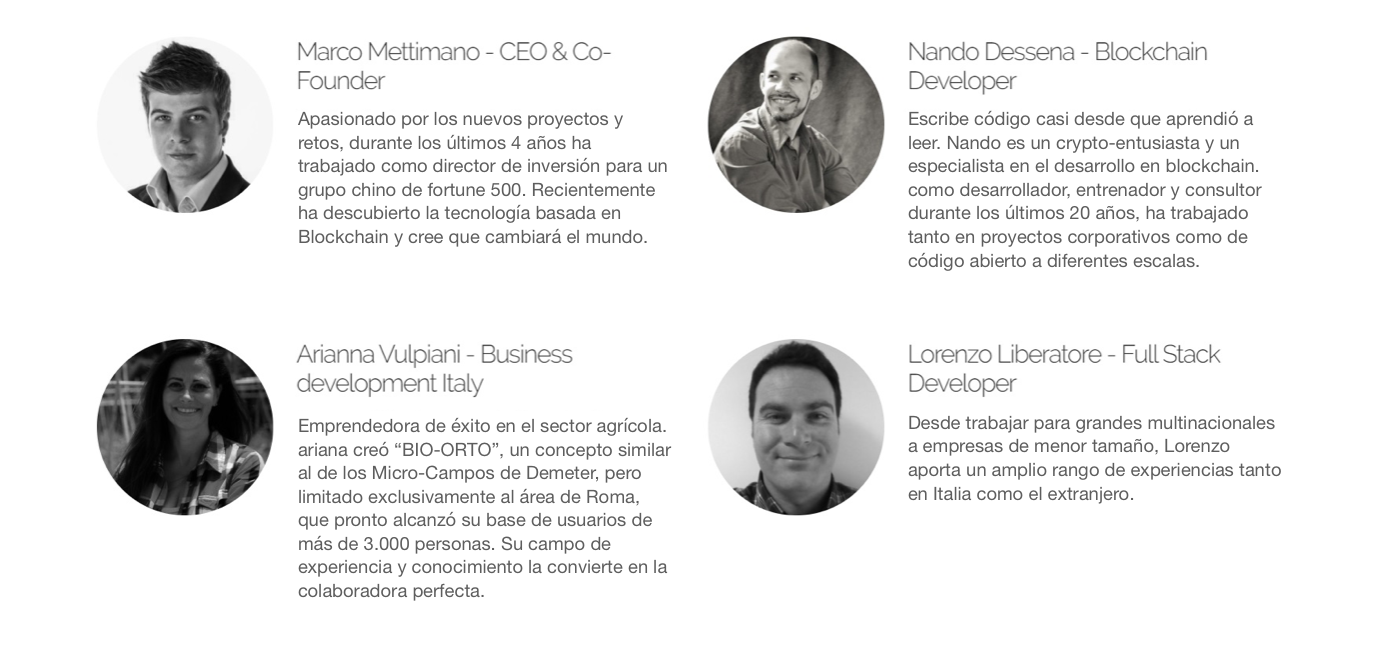 Marco Mettimano - CEO & Co-
Founder
Apasionado por los nuevos proyectos y
retos, durante los últimos 4 años ha
trabajado como director de inversión para un
grupo chino de fortune 500. Recientemente
ha descubierto la tecnología basada en
Blockchain y cree que cambiará el mundo.
Nando Dessena - Blockchain
Developer
Escribe código casi desde que aprendió a
leer. Nando es un crypto-entusiasta y un
especialista en el desarrollo en blockchain.
como desarrollador, entrenador y consultor
durante los últimos 20 años, ha trabajado
tanto en proyectos corporativos como de
código abierto a diferentes escalas.
Arianna Vulpiani - Business
development Italy
Emprendedora de éxito en el sector agrícola.
ariana creó “BIO-ORTO”, un concepto similar
al de los Micro-Campos de Demeter, pero
limitado exclusivamente al área de Roma,
que pronto alcanzó su base de usuarios de
más de 3.000 personas. Su campo de
experiencia y conocimiento la convierte en la
colaboradora perfecta.
Lorenzo Liberatore - Full Stack
Developer
Desde trabajar para grandes multinacionales
a empresas de menor tamaño, Lorenzo
aporta un amplio rango de experiencias tanto
en Italia como el extranjero.